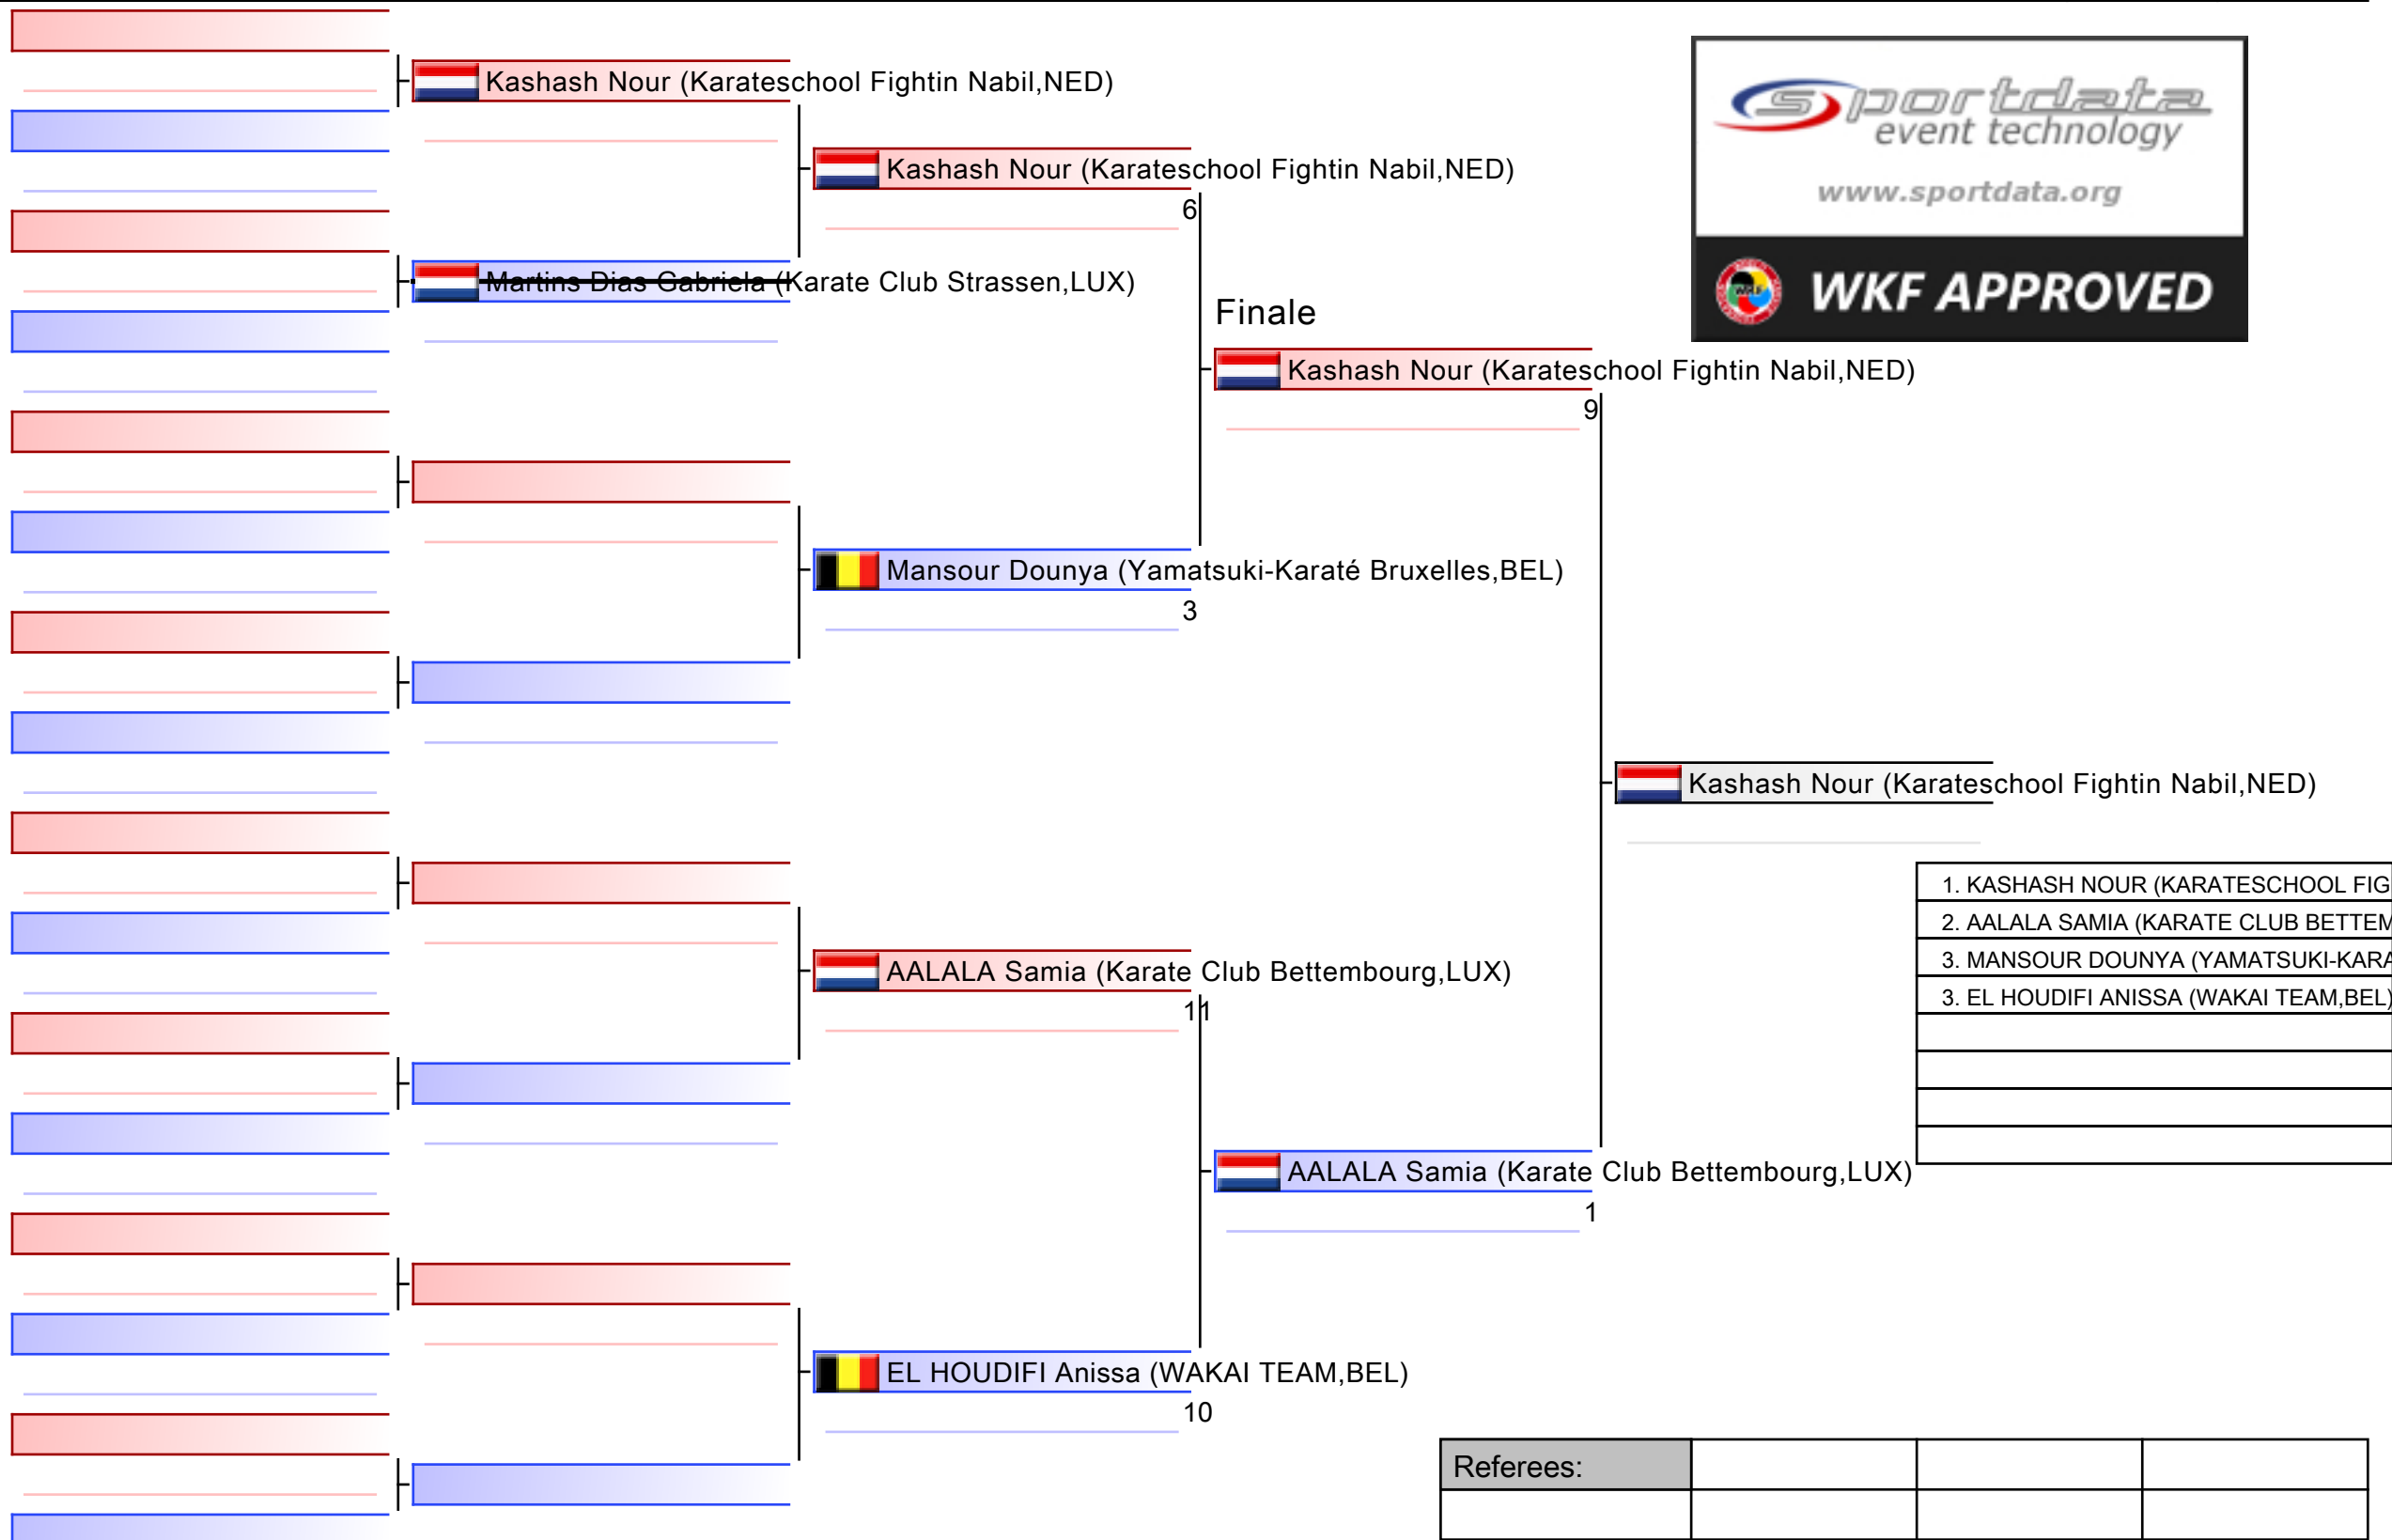 Kashash Nour (Karateschool Fightin Nabil,NED)
Kashash Nour (Karateschool Fightin Nabil,NED)
6
Martins Dias Gabriela (Karate Club Strassen,LUX)
sportdata
event technology
www.sportdata.org
WKF
WKF APPROVED
Finale
Kashash Nour (Karateschool Fightin Nabil,NED)
9
Mansour Dounya (Yamatsuki-Karaté Bruxelles,BEL)
3
Kashash Nour (Karateschool Fightin Nabil,NED)
1. KASHASH NOUR (KARATESCHOOL FIG
2. AALALA SAMIA (KARATE CLUB BETTEM
3. MANSOUR DOUNYA (YAMATSUKI-KARA
3. EL HOUDIFI ANISSA (WAKAI TEAM,BEL)
AALALA Samia (Karate Club Bettembourg,LUX)
11
AALALA Samia (Karate Club Bettembourg,LUX)
1
EL HOUDIFI Anissa (WAKAI TEAM,BEL)
10
Referees: